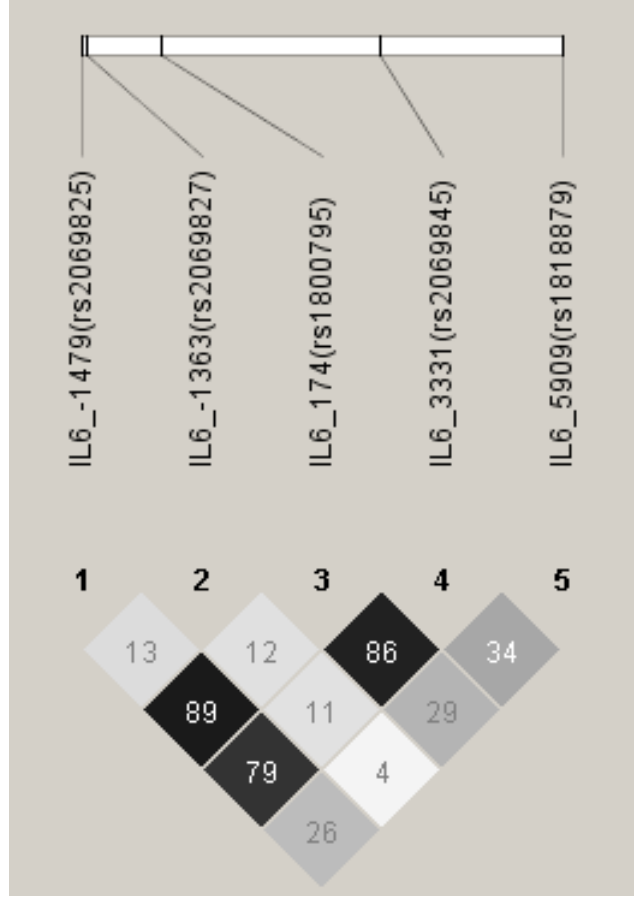 IL6_-1479(rs2069825)
IL6_-1363(rs2069827)
IL6_174(rs1800795)
IL6_3331(rs2069845)
IL6_5909(rs1818879)
1 2 3 4 5
13 12 86 34
89 11 29
79 4
26